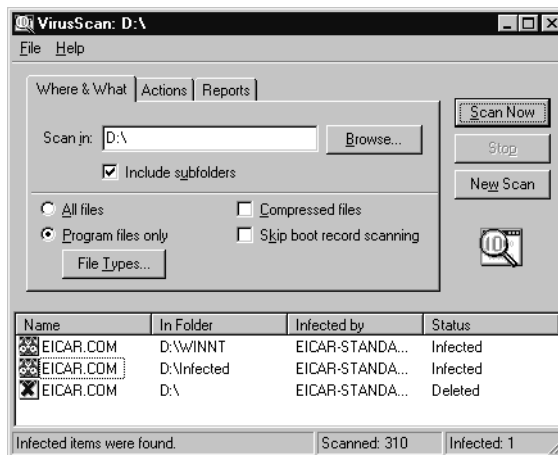 VirusScan: D:\
File Help
Where & What Actions Reports
Scan in: D:\ Browse...
Include subfolders
All files
Compressed files
Program files only
Skip boot record scanning
File Types...
Scan Now
Stop
New Scan
Name In Folder Infected by Status
EICAR.COM D:\WINNT EICAR-STANDA... Infected
EICAR.COM D:\Infected EICAR-STANDA... Infected
EICAR.COM D:\ EICAR-STANDA... Deleted
Infected items were found. Scanned: 310 Infected: 1